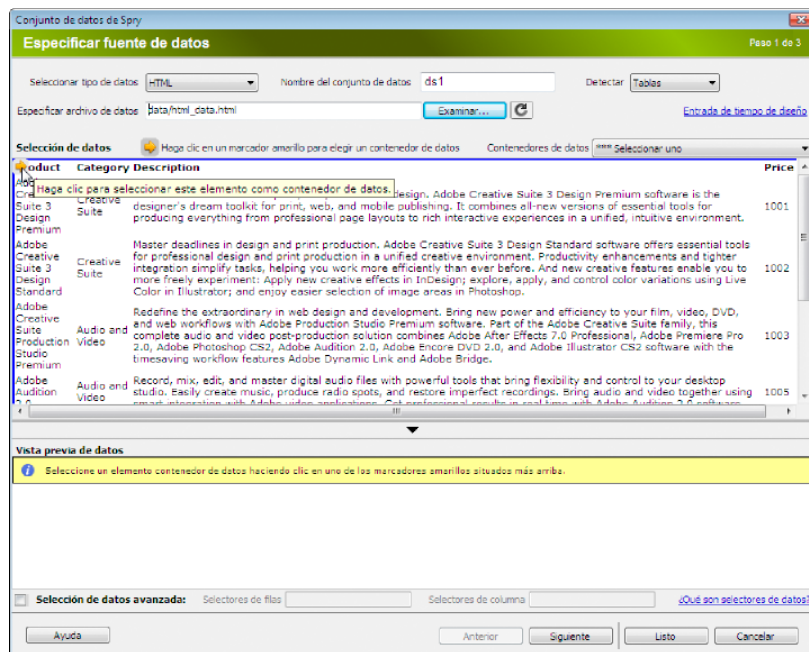 Conjunto de datos de Spry
Especificar fuente de datos
Paso 1 de 3
Seleccionar tipo de datos HTML Nombre del conjunto de datos ds1 Detectar Tablas
Especificar archivo de datos data/html_data.html Examinar... Entrada de tiempo de diseño
Selección de datos Haga clic en un marcador amarillo para elegir un contenedor de datos Contenedores de datos *** Seleccionar uno
oduct Category Description Price
Haga clic para seleccionar este elemento como contenedor de datos.
design. Adobe Creative Suite 3 Design Premium software is the
Suite 3 Suite designer's dream toolkit for print, web, and mobile publishing. It combines all-new versions of essential tools for 1001
Design producing everything from professional page layouts to rich interactive experiences in a unified, intuitive environment.
Premium
Adobe Master deadlines in design and print production. Adobe Creative Suite 3 Design Standard software offers essential tools
Creative Creative for professional design and print production in a unified creative environment. Productivity enhancements and tighter
Suite 3 Suite integration simplify tasks, helping you work more efficiently than ever before. And new creative features enable you to 1002
Design more freely experiment: Apply new creative effects in InDesign; explore, apply, and control color variations using Live
Standard Color in Illustrator; and enjoy easier selection of image areas in Photoshop.
Adobe
Creative Redefine the extraordinary in web design and development. Bring new power and efficiency to your film, video, DVD,
Suite Audio and and web workflows with Adobe Production Studio Premium software. Part of the Adobe Creative Suite family, this
Production Video complete audio and video post-production solution combines Adobe After Effects 7.0 Professional, Adobe Premiere Pro 1003
Studio 2.0, Adobe Photoshop CS2, Adobe Audition 2.0, Adobe Encore DVD 2.0, and Adobe Illustrator CS2 software with the
Premium timesaving workflow features Adobe Dynamic Link and Adobe Bridge.
Adobe Audio and Record, mix, edit, and master digital audio files with powerful tools that bring flexibility and control to your desktop
Audition Video studio. Easily create music, produce radio spots, and restore imperfect recordings. Bring audio and video together using 1005
Vista previa de datos
Seleccione un elemento contenedor de datos haciendo clic en uno de los marcadores amarillos situados más arriba.
Selección de datos avanzada: Selectores de filas Selectores de columna ¿Qué son selectores de datos?
Ayuda Anterior Siguiente Listo Cancelar